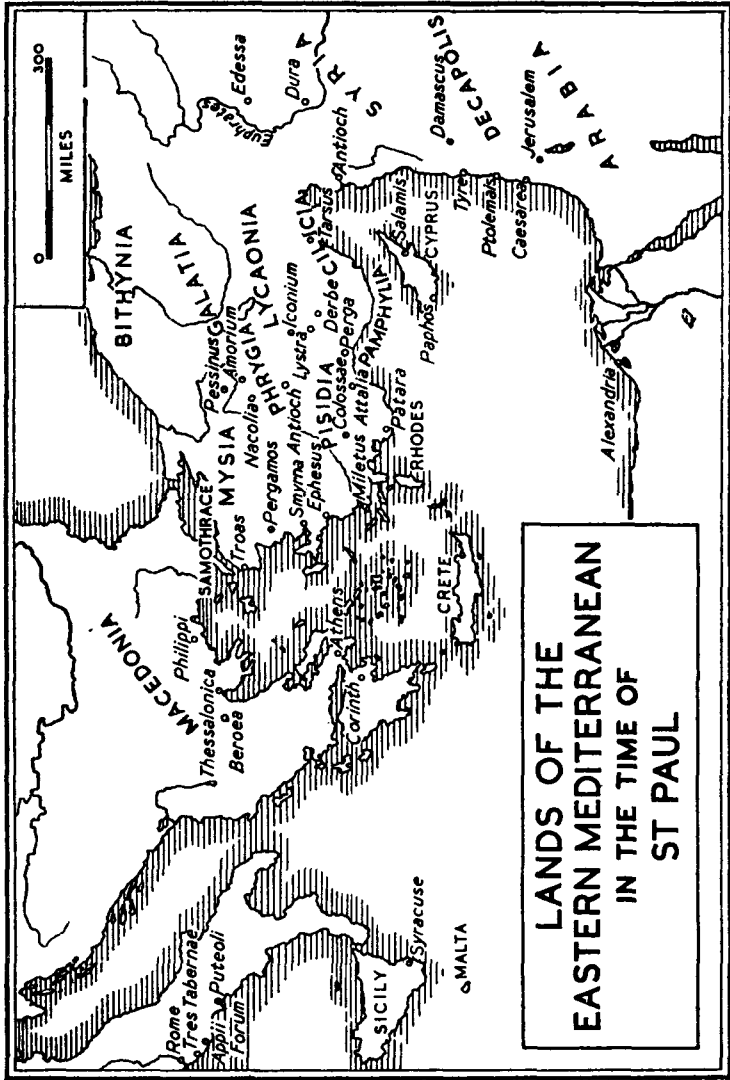 LANDS OF THE
EASTERN MEDITERRANEAN
IN THE TIME OF
ST PAUL
0
300
MILES
Rome
Tres Tabernae
Appii
Forum
Puteoli
SICILY
Syracuse
MALTA
MACEDONIA
Philippi
Thessalonica
Beroea
Athens
Corinth
CRETE
SAMOTHRACE
Troas
MYSIA
Pergamos
Smyrna
Ephesus
Miletus
Antioch
Nacolia
Pessinus
Amorium
BITHYNIA
GALATIA
PHRYGIA
LYCAONIA
Iconium
Lystra
Derbe
PISIDIA
Colossae
Perga
Attalia
PAMPHYLIA
Patara
RHODES
CILICIA
Tarsus
Antioch
Salamis
CYPRUS
Paphos
Euphrates
Edessa
Dura
SYRIA
Damascus
DECAPOLIS
Tyre
Ptolemais
Caesarea
Jerusalem
ARABIA
Alexandria